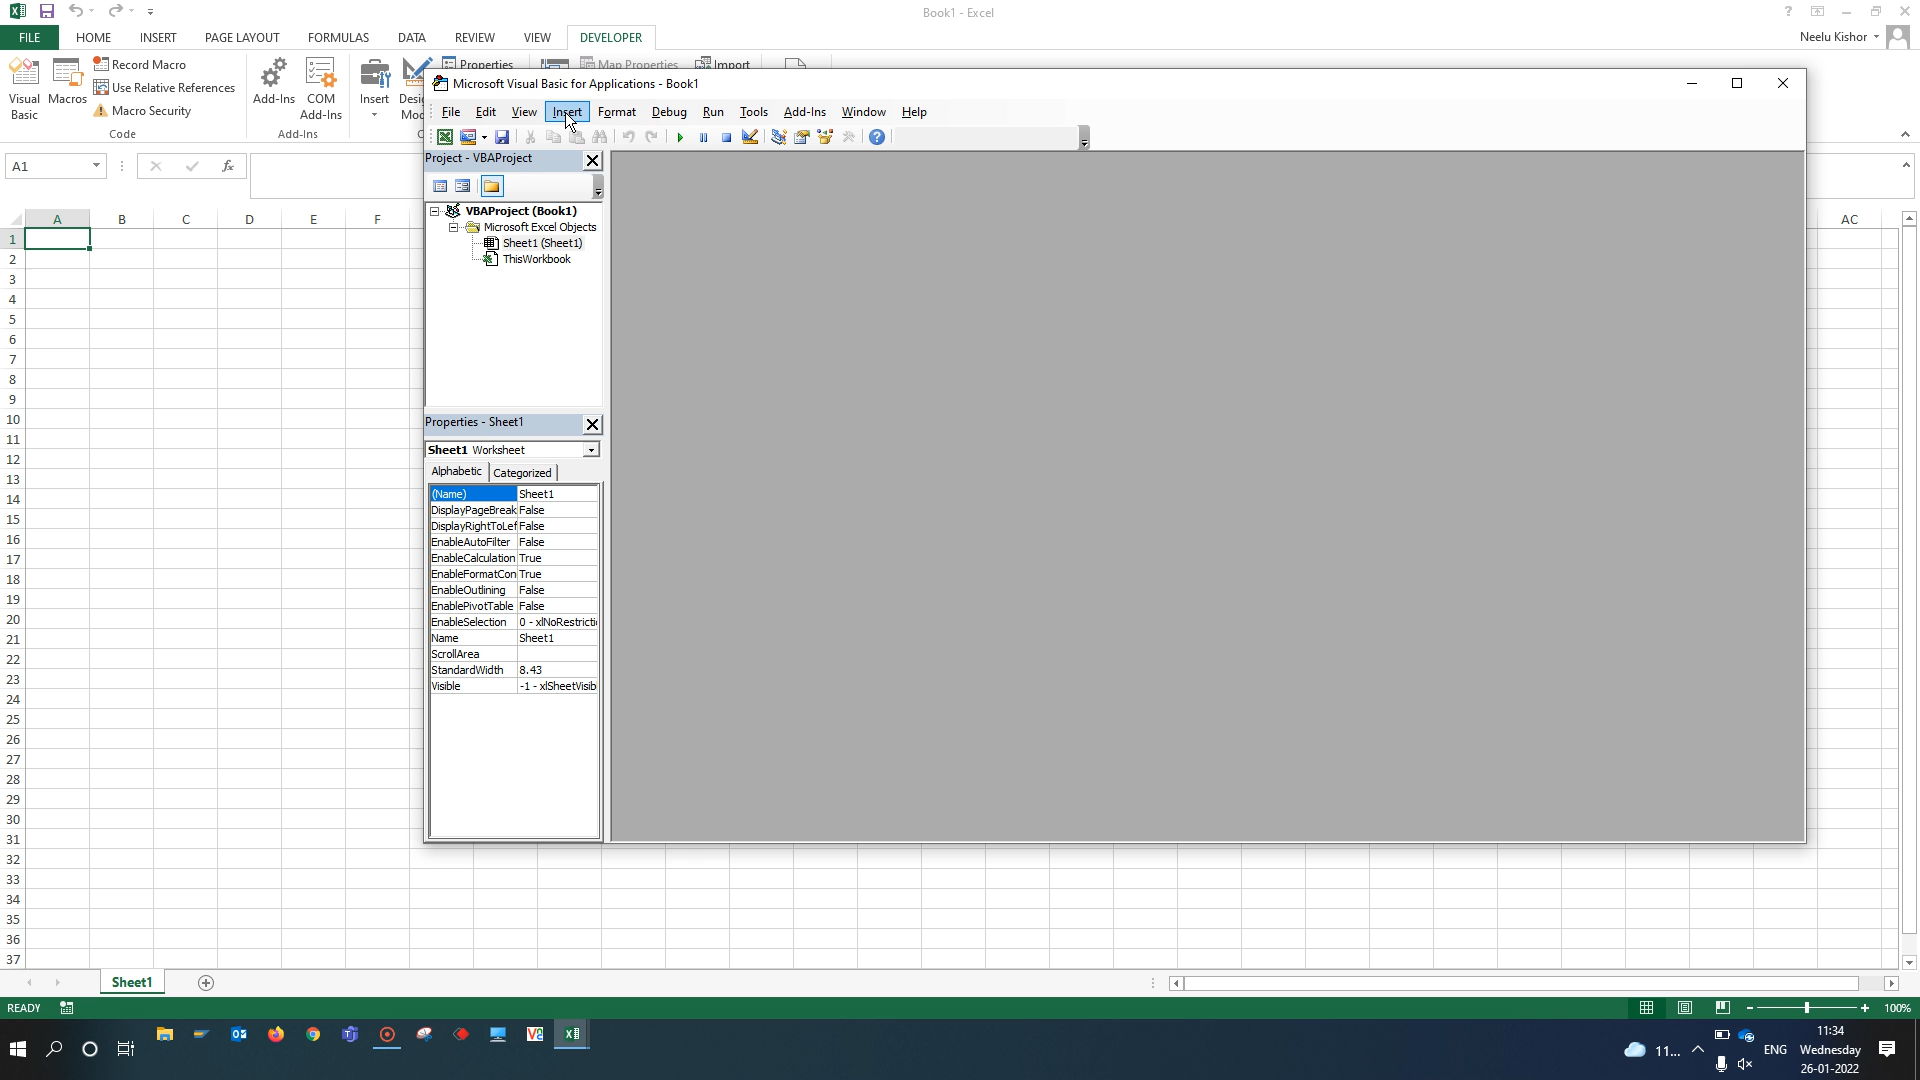 Book1 - Excel
FILE HOME INSERT PAGE LAYOUT FORMULAS DATA REVIEW VIEW DEVELOPER
Neelu Kishor
Visual Basic
Macros
Record Macro
Use Relative References
Macro Security
Code
Add-Ins
COM Add-Ins
Add-Ins
Insert
Properties
Map Properties
Import
Microsoft Visual Basic for Applications - Book1
File Edit View Insert Format Debug Run Tools Add-Ins Window Help
A1
fx
Project - VBAProject
VBAProject (Book1)
Microsoft Excel Objects
Sheet1 (Sheet1)
ThisWorkbook
Properties - Sheet1
Sheet1 Worksheet
Alphabetic Categorized
(Name) Sheet1
DisplayPageBreak False
DisplayRightToLef False
EnableAutoFilter False
EnableCalculation True
EnableFormatCon True
EnableOutlining False
EnablePivotTable False
EnableSelection 0 - xlNoRestricti
Name Sheet1
ScrollArea
StandardWidth 8.43
Visible -1 - xlSheetVisib
A B C D E F AC
1
2
3
4
5
6
7
8
9
10
11
12
13
14
15
16
17
18
19
20
21
22
23
24
25
26
27
28
29
30
31
32
33
34
35
36
37
Sheet1
READY
100%
11...
ENG
11:34
Wednesday
26-01-2022